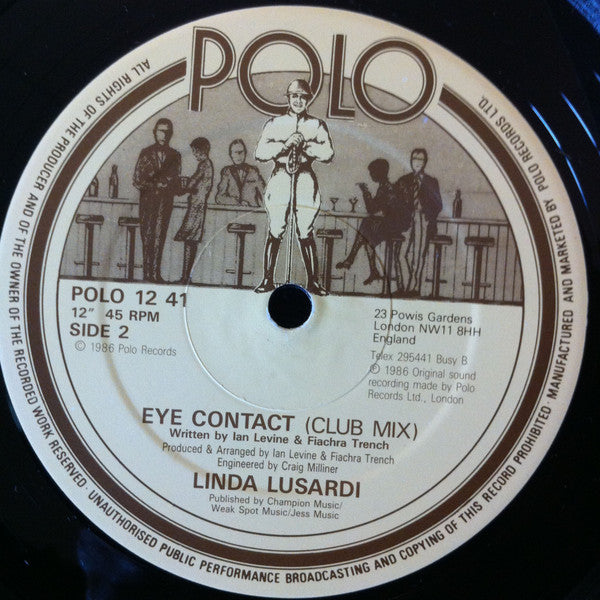 POLO
POLO 12 41
12" 45 RPM
SIDE 2
℗ 1986 Polo Records
23 Powis Gardens
London NW11 8HH
England
Telex 295441 Busy B
℗ 1986 Original sound
recording made by Polo
Records Ltd., London
EYE CONTACT (CLUB MIX)
Written by Ian Levine & Fiachra Trench
Produced & Arranged by Ian Levine & Fiachra Trench
Engineered by Craig Milliner
LINDA LUSARDI
Published by Champion Music/
Weak Spot Music/Jess Music
ALL RIGHTS OF THE PRODUCER AND OF THE OWNER OF THE RECORDED WORK RESERVED · UNAUTHORISED PUBLIC PERFORMANCE BROADCASTING AND COPYING OF THIS RECORD PROHIBITED · MANUFACTURED AND MARKETED BY POLO RECORDS LTD.